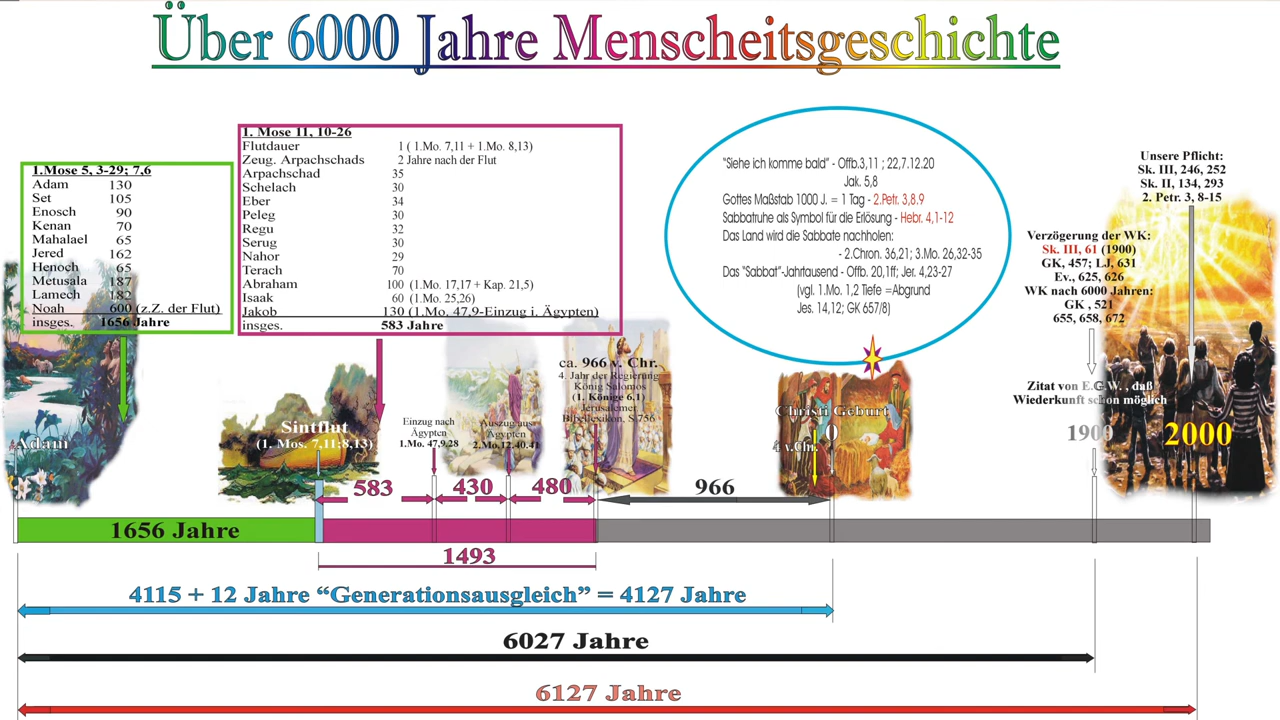 Über 6000 Jahre Menscheitsgeschichte
1.Mose 5, 3-29; 7,6
Adam 130
Set 105
Enosch 90
Kenan 70
Mahalael 65
Jered 162
Henoch 65
Metusala 187
Lamech 182
Noah 600 (z.Z. der Flut)
insges. 1656 Jahre
1. Mose 11, 10-26
Flutdauer 1 ( 1.Mo. 7,11 + 1.Mo. 8,13)
Zeug. Arpachschads 2 Jahre nach der Flut
Arpachschad 35
Schelach 30
Eber 34
Peleg 30
Regu 32
Serug 30
Nahor 29
Terach 70
Abraham 100 (1.Mo. 17,17 + Kap. 21,5)
Isaak 60 (1.Mo. 25,26)
Jakob 130 (1.Mo. 47,9-Einzug i. Ägypten)
insges. 583 Jahre
"Siehe ich komme bald" - Offb.3,11 ; 22,7.12.20
Jak. 5,8
Gottes Maßstab 1000 J. = 1 Tag - 2.Petr. 3,8.9
Sabbatruhe als Symbol für die Erlösung - Hebr. 4,1-12
Das Land wird die Sabbate nachholen:
- 2.Chron. 36,21; 3.Mo. 26,32-35
Das "Sabbat"-Jahrtausend - Offb. 20,1ff; Jer. 4,23-27
(vgl. 1.Mo. 1,2 Tiefe =Abgrund
Jes. 14,12; GK 657/8)
Unsere Pflicht:
Sk. III, 246, 252
Sk. II, 134, 293
2. Petr. 3, 8-15
Verzögerung der WK:
Sk. III, 61 (1900)
GK, 457; LJ, 631
Ev., 625, 626
WK nach 6000 Jahren:
GK , 521
655, 658, 672
Zitat von E.G.W. , daß
Wiederkunft schon möglich
1900
2000
Adam
Sintflut
(1. Mos. 7,11;8,13)
Einzug nach
Ägypten
1.Mo. 47,9.28
Auszug aus
Ägypten
2.Mo.12,40.41
ca. 966 v. Chr.
4. Jahr der Regierung
König Salomos
(1. Könige 6,1)
Jerusalemer
Bibellexikon, S.756
Christi Geburt
0
4 v.Chr.
583
430
480
966
1656 Jahre
1493
4115 + 12 Jahre “Generationsausgleich” = 4127 Jahre
6027 Jahre
6127 Jahre